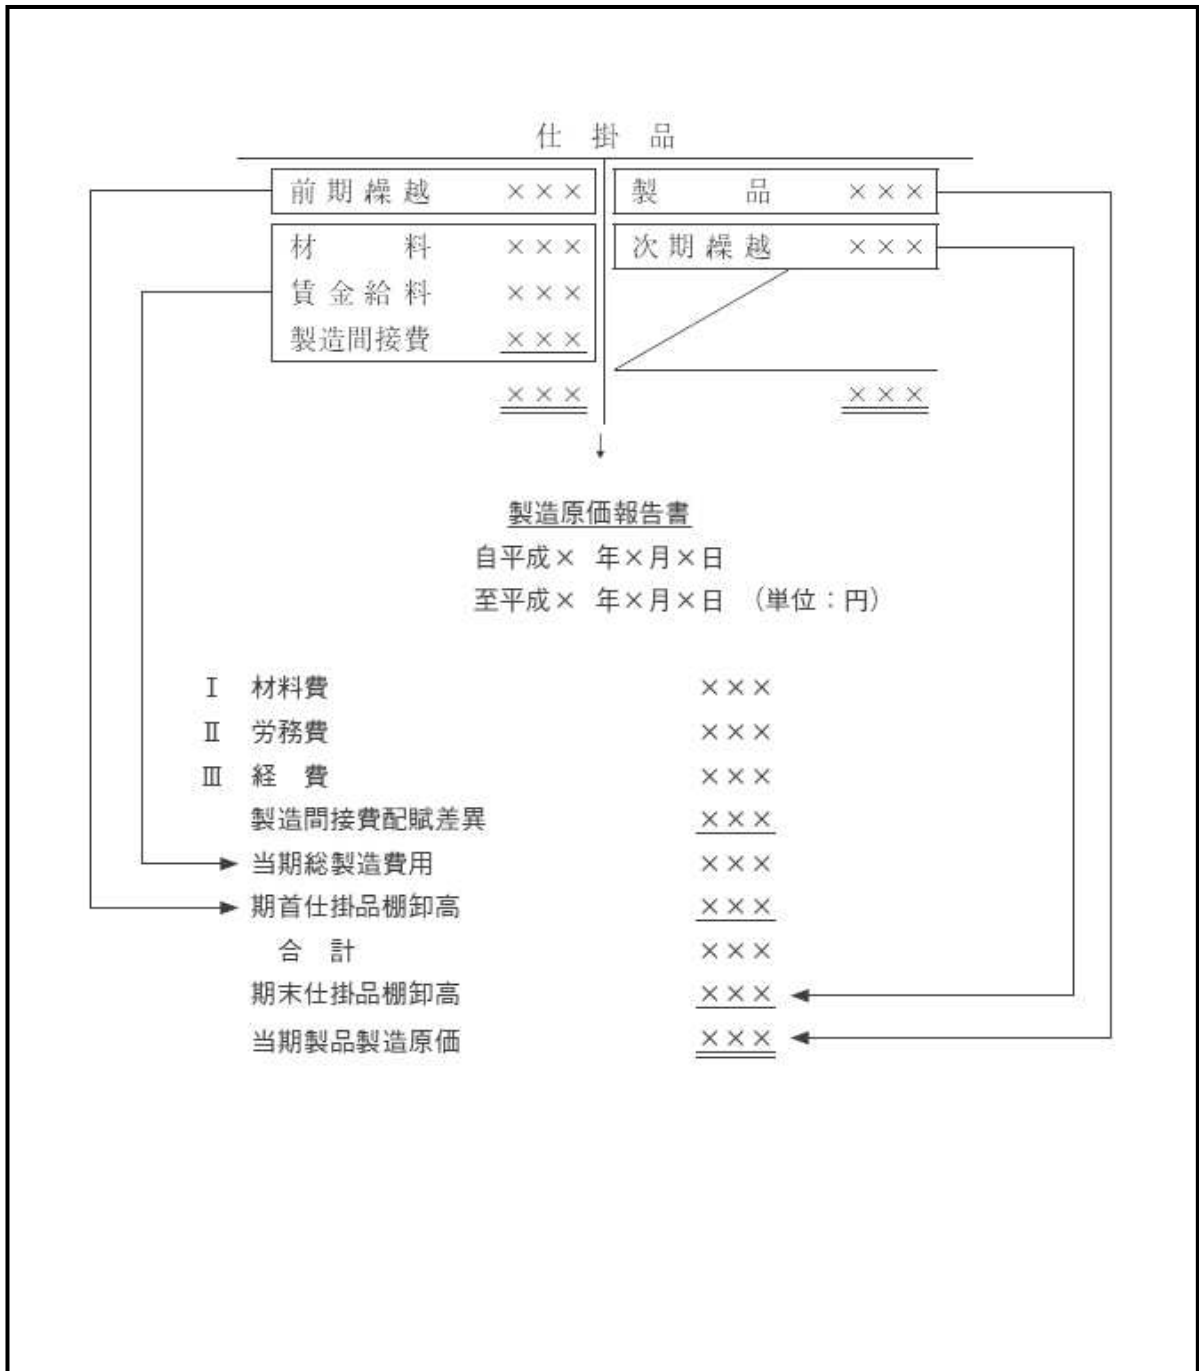 仕 掛 品
前期繰越 ××× 製 品 ×××
材 料 ××× 次期繰越 ×××
賃金給料 ×××
製造間接費 ×××
××× ×××
製造原価報告書
自平成× 年×月×日
至平成× 年×月×日 (単位:円)
Ⅰ 材料費 ×××
Ⅱ 労務費 ×××
Ⅲ 経 費 ×××
製造間接費配賦差異 ×××
当期総製造費用 ×××
期首仕掛品棚卸高 ×××
合 計 ×××
期末仕掛品棚卸高 ×××
当期製品製造原価 ×××